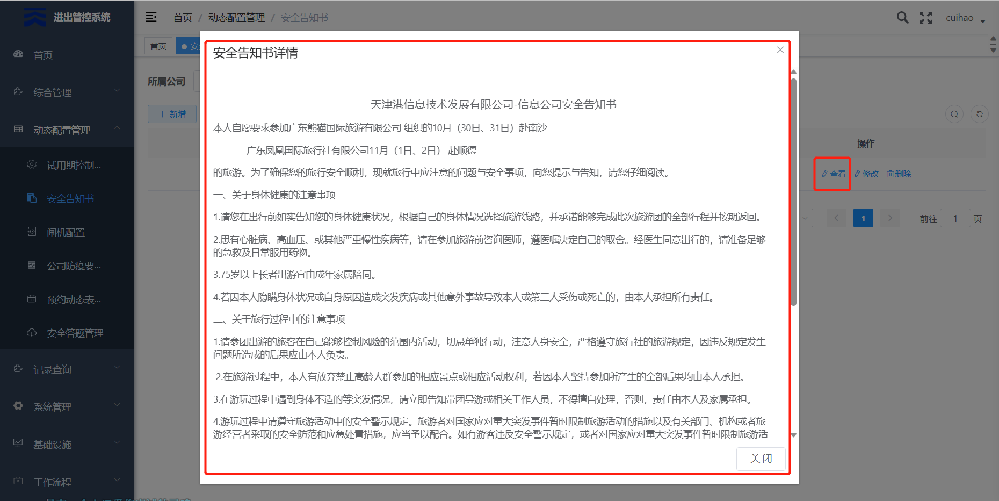 进出管控系统
首页 / 动态配置管理 / 安全告知书
cuihao
首页
综合管理
动态配置管理
试用期控制...
安全告知书
闸机配置
公司防疫要...
预约动态表...
安全答题管理
记录查询
系统管理
基础设施
工作流程
首页
安
所属公司
新增
安全告知书详情
天津港信息技术发展有限公司-信息公司安全告知书
本人自愿要求参加广东熊猫国际旅游有限公司 组织的10月（30日、31日）赴南沙
广东凤凰国际旅行社有限公司11月（1日、2日） 赴顺德
的旅游。为了确保您的旅行安全顺利，现就旅行中应注意的问题与安全事项，向您提示与告知，请您仔细阅读。
一、关于身体健康的注意事项
1.请您在出行前如实告知您的身体健康状况，根据自己的身体情况选择旅游线路，并承诺能够完成此次旅游团的全部行程并按期返回。
2.患有心脏病、高血压、或其他严重慢性疾病等，请在参加旅游前咨询医师，遵医嘱决定自己的取舍。经医生同意出行的，请准备足够
的急救及日常服用药物。
3.75岁以上长者出游宜由成年家属陪同。
4.若因本人隐瞒身体状况或自身原因造成突发疾病或其他意外事故导致本人或第三人受伤或死亡的，由本人承担所有责任。
二、关于旅行过程中的注意事项
1.请参团出游的旅客在自己能够控制风险的范围内活动，切忌单独行动，注意人身安全，严格遵守旅行社的旅游规定，因违反规定发生
问题所造成的后果应由本人负责。
2.在旅游过程中，本人有放弃禁止高龄人群参加的相应景点或相应活动权利，若因本人坚持参加所产生的全部后果均由本人承担。
3.在游玩过程中遇到身体不适的等突发情况，请立即告知带团导游或相关工作人员，不得擅自处理，否则，责任由本人及家属承担。
4.游玩过程中请遵守旅游活动中的安全警示规定。旅游者对国家应对重大突发事件暂时限制旅游活动的措施以及有关部门、机构或者旅
游经营者采取的安全防范和应急处置措施，应当予以配合。如有游客违反安全警示规定，或者对国家应对重大突发事件暂时限制旅游活
关 闭
操作
查看 修改 删除
1
前往 1 页